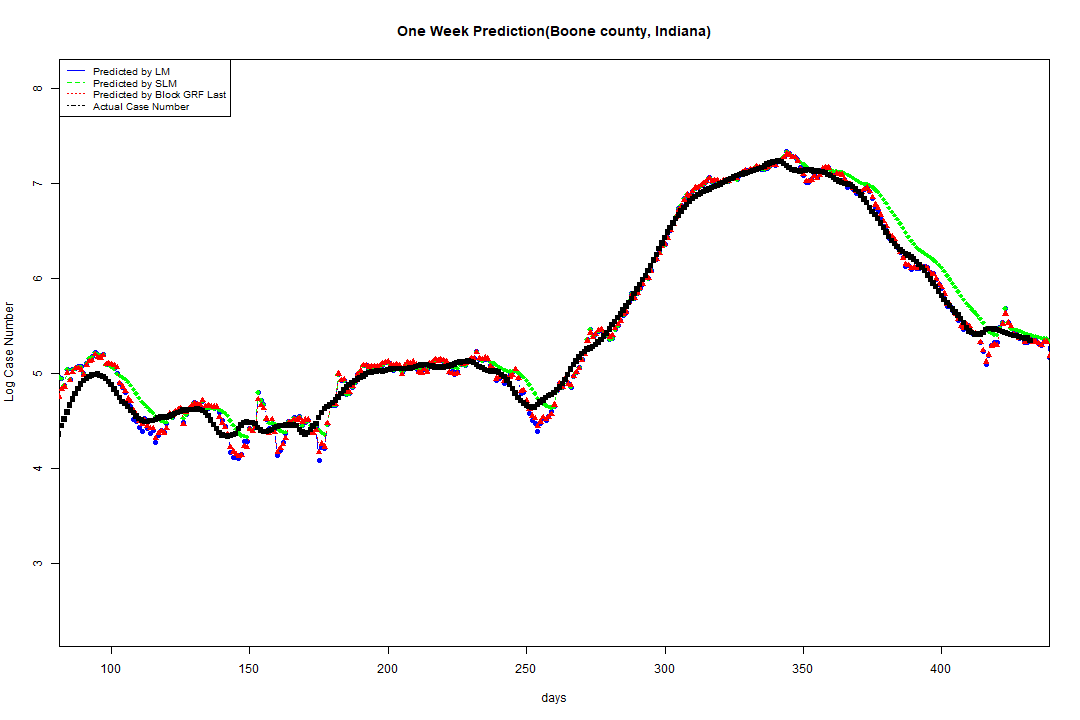 One Week Prediction(Boone county, Indiana)
Predicted by LM
Predicted by SLM
Predicted by Block GRF Last
Actual Case Number
8
7
6
5
4
3
Log Case Number
100 150 200 250 300 350 400
days